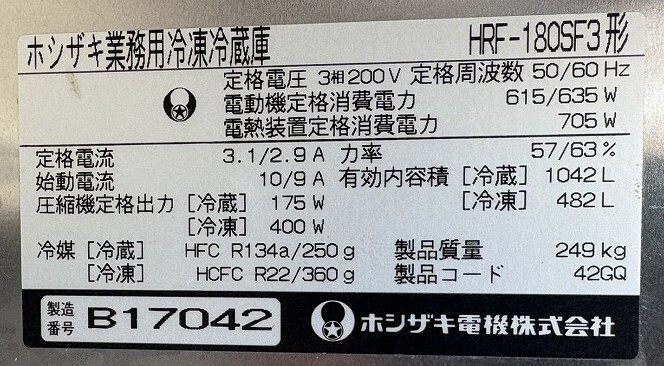 ホシザキ業務用冷凍冷蔵庫 HRF-180SF3形
定格電圧 3相200V 定格周波数 50/60 Hz
電動機定格消費電力 615/635 W
電熱装置定格消費電力 705 W
定格電流 3.1/2.9 A 力率 57/63 %
始動電流 10/9 A 有効内容積 [冷蔵] 1042 L
圧縮機定格出力 [冷蔵] 175 W [冷凍] 482 L
[冷凍] 400 W
冷媒 [冷蔵] HFC R134a/250 g 製品質量 249 kg
[冷凍] HCFC R22/360 g 製品コード 42GQ
製造番号 B17042 ホシザキ電機株式会社